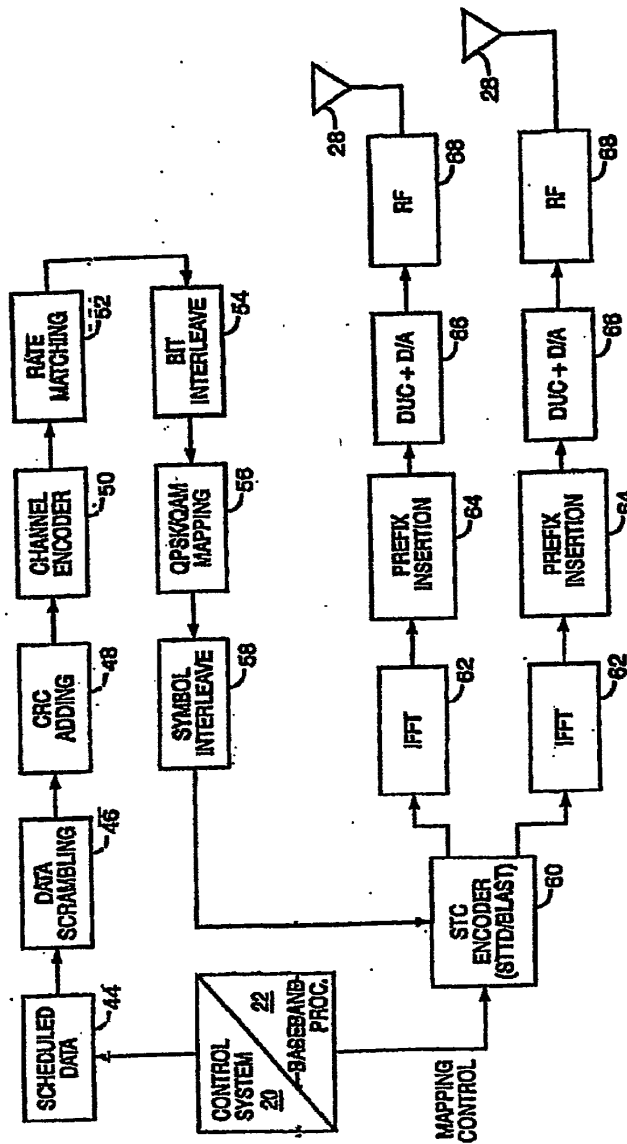 SCHEDULED
DATA
44
DATA
SCRAMBLING
46
CRC
ADDING
48
CHANNEL
ENCODER
50
RATE
MATCHING
52
BIT
INTERLEAVE
54
QPSK/QAM
MAPPING
56
SYMBOL
INTERLEAVE
58
CONTROL
SYSTEM
20
22
BASEBAND
PROC.
MAPPING
CONTROL
STC
ENCODER
(STTD/BLAST)
60
IFFT
62
PREFIX
INSERTION
64
DUC + D/A
66
RF
68
28
IFFT
62
PREFIX
INSERTION
64
DUC + D/A
66
RF
68
28